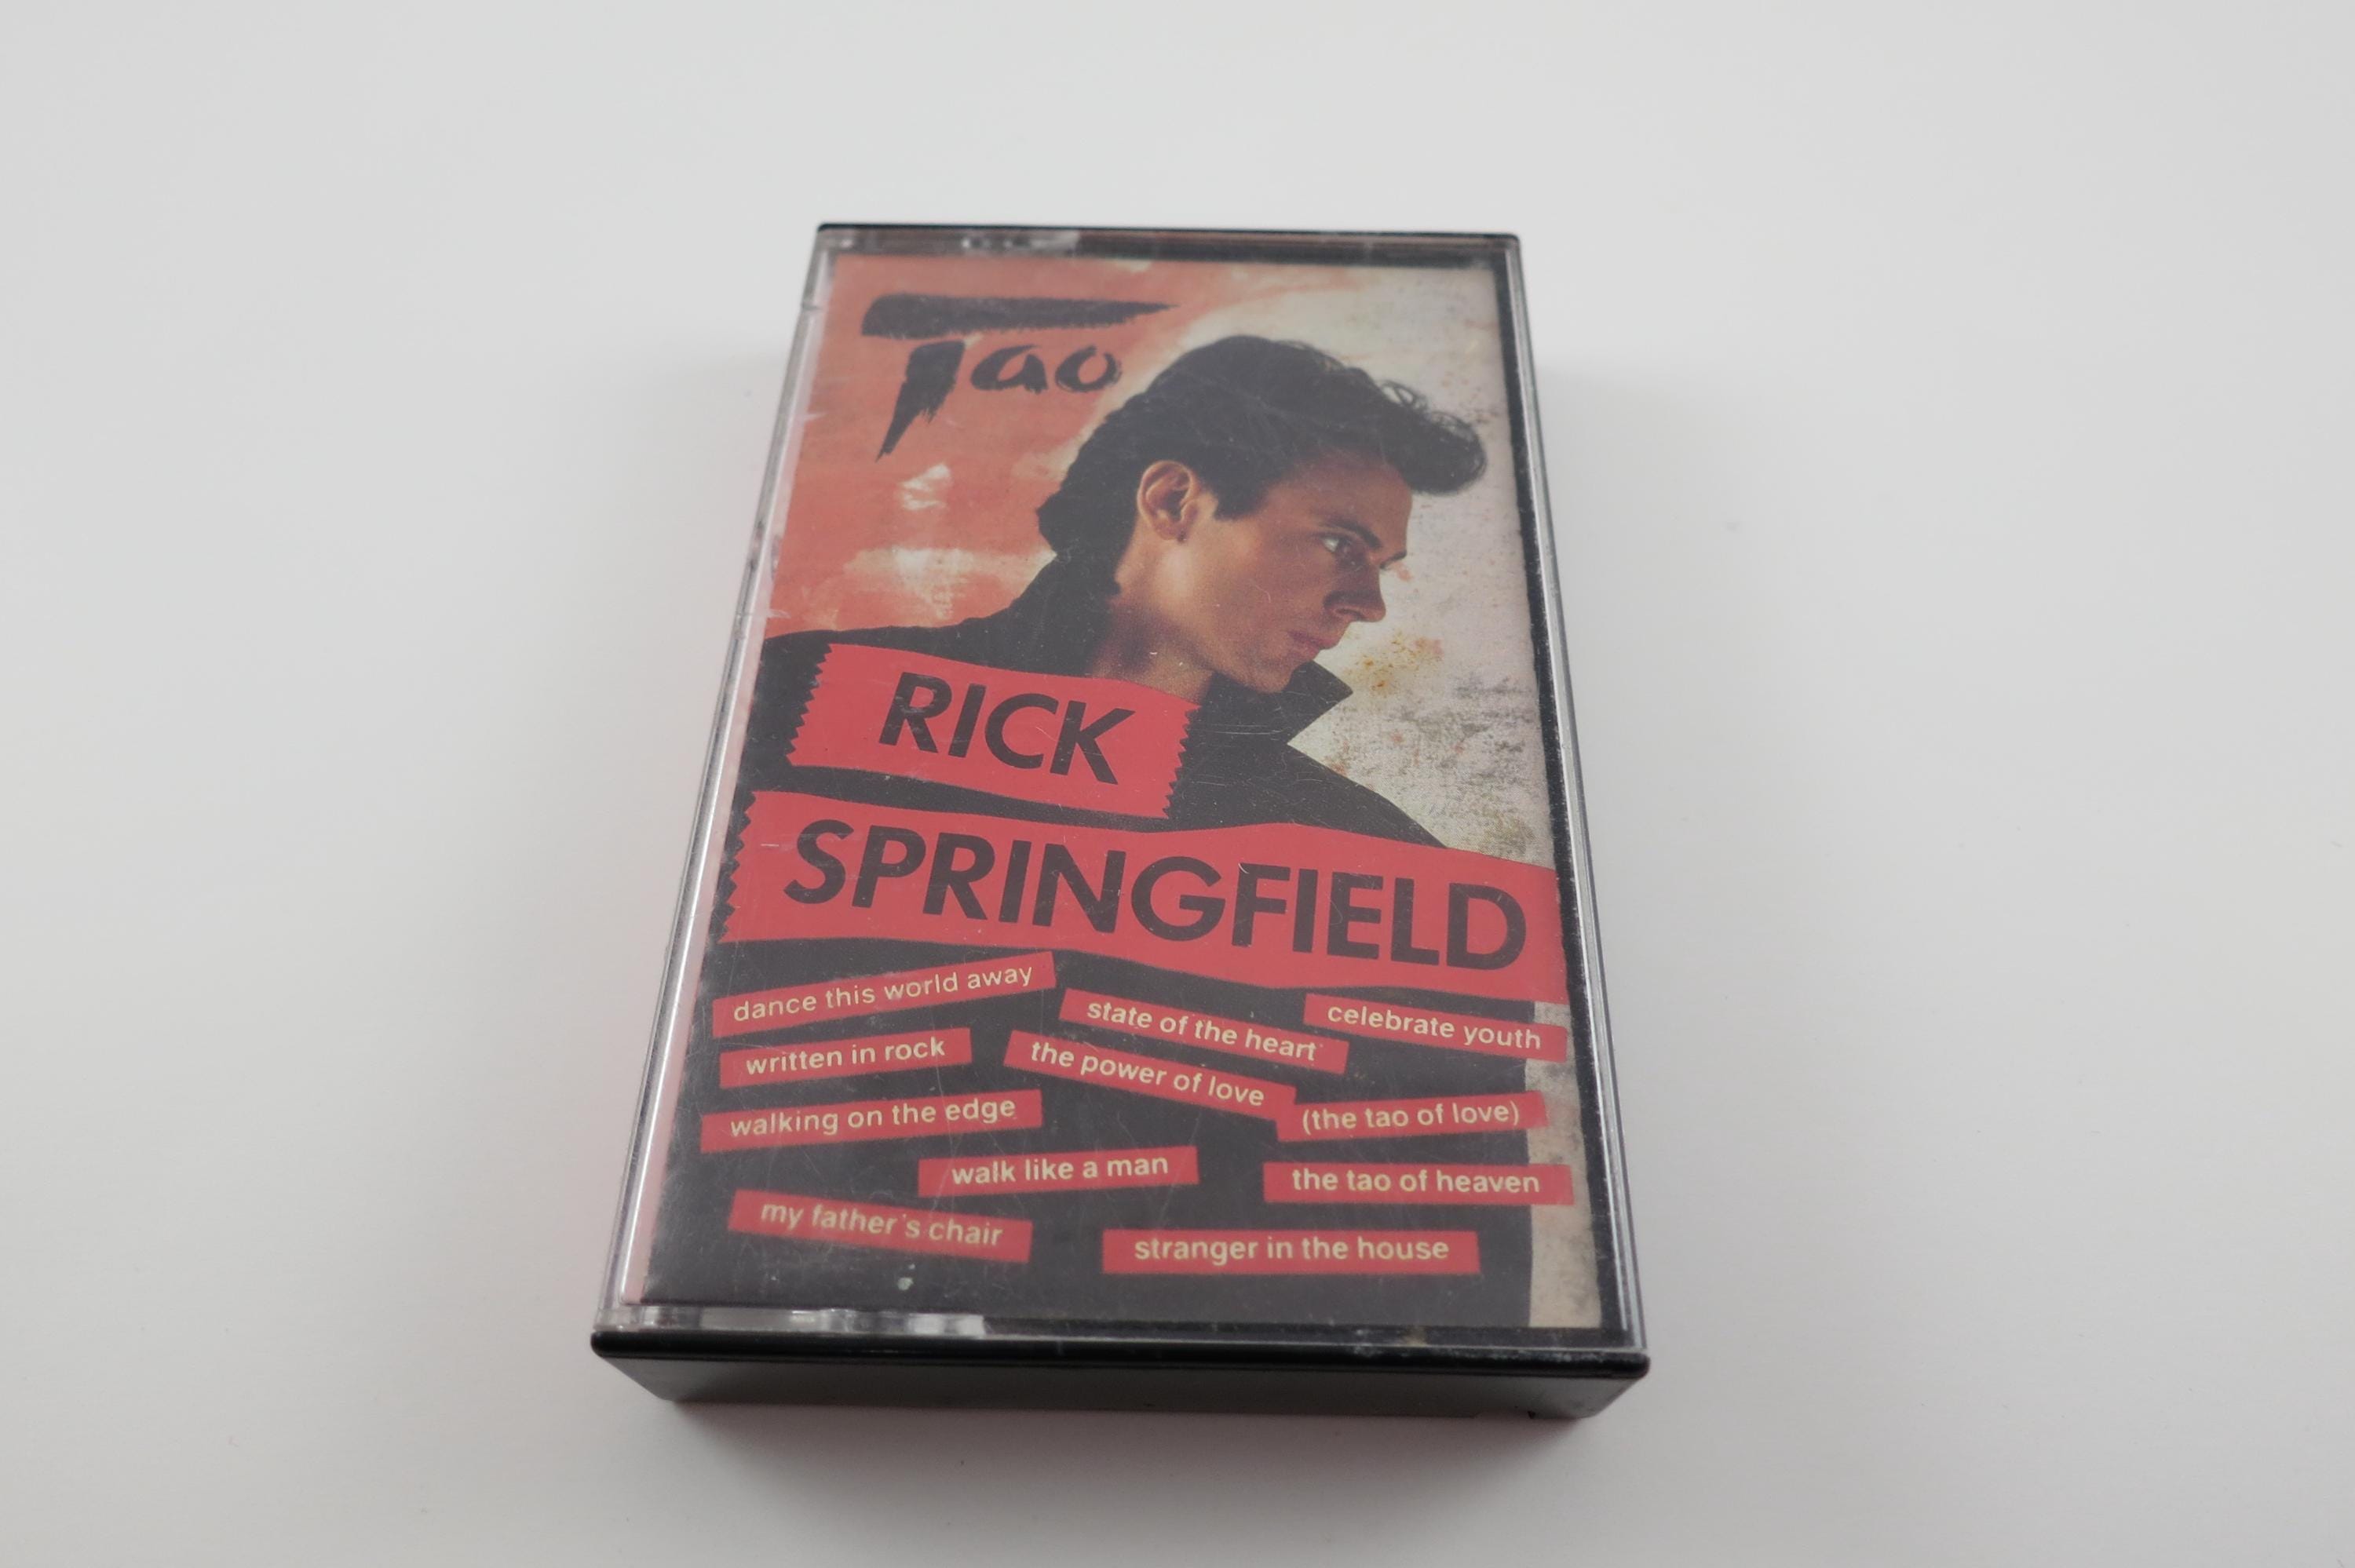 Tao
RICK
SPRINGFIELD
dance this world away
state of the heart
celebrate youth
written in rock
the power of love
(the tao of love)
walking on the edge
walk like a man
the tao of heaven
my father's chair
stranger in the house